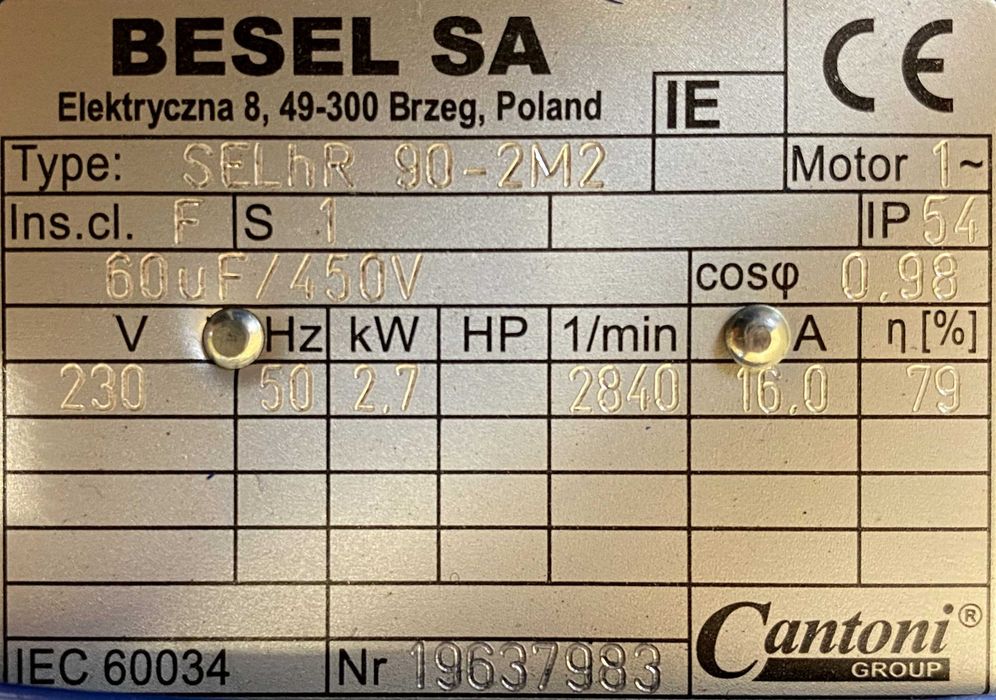 BESEL SA
Elektryczna 8, 49-300 Brzeg, Poland
IE
CE
Type: SELhR 90-2M2 Motor 1~
Ins.cl. F S 1 IP 54
60uF/450V cosφ 0,98
V Hz kW HP 1/min A η [%]
230 50 2,7 2840 16,0 79
Cantoni®
GROUP
IEC 60034 Nr 19637983